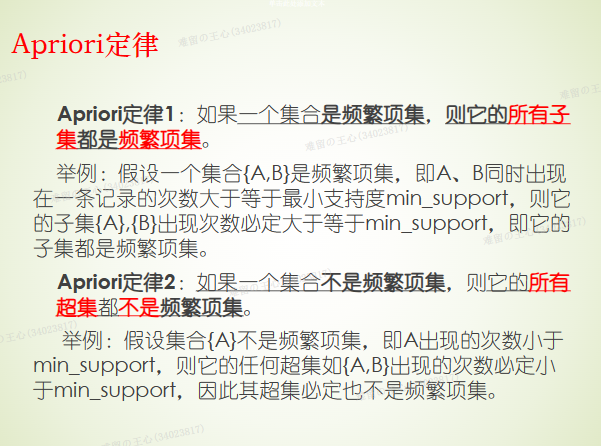 Apriori定律
Apriori定律1：如果一个集合是频繁项集，则它的所有子
集都是频繁项集。
举例：假设一个集合{A,B}是频繁项集，即A、B同时出现
在一条记录的次数大于等于最小支持度min_support，则它
的子集{A},{B}出现次数必定大于等于min_support，即它的
子集都是频繁项集。
Apriori定律2：如果一个集合不是频繁项集，则它的所有
超集都不是频繁项集。
举例：假设集合{A}不是频繁项集，即A出现的次数小于
min_support，则它的任何超集如{A,B}出现的次数必定小
于min_support，因此其超集必定也不是频繁项集。